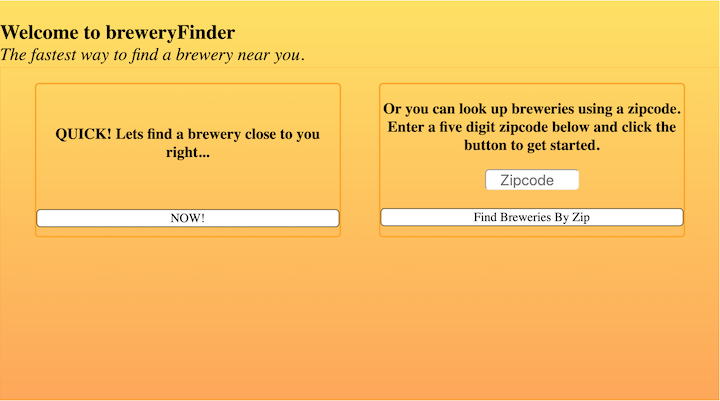 Welcome to breweryFinder
The fastest way to find a brewery near you.
QUICK! Lets find a brewery close to you
right...
NOW!
Or you can look up breweries using a zipcode.
Enter a five digit zipcode below and click the
button to get started.
Zipcode
Find Breweries By Zip